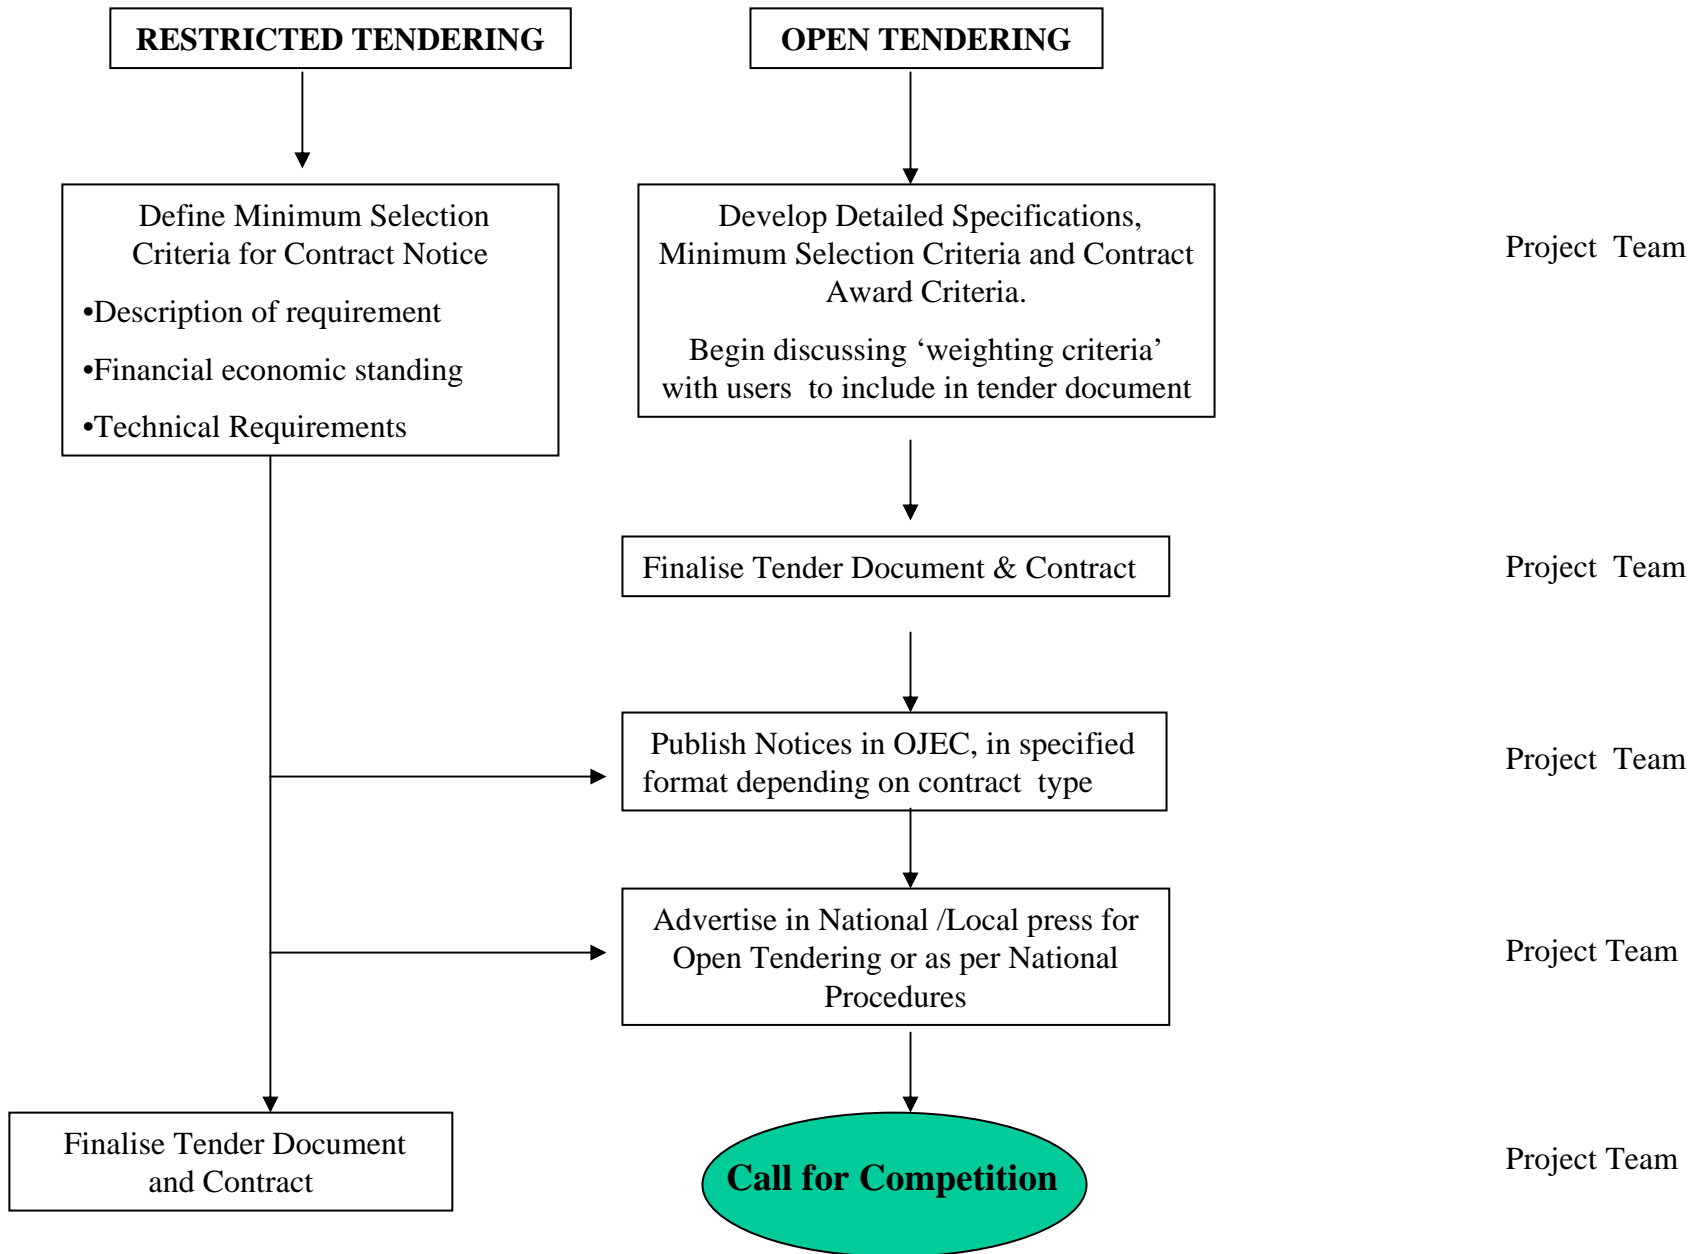 RESTRICTED TENDERING
OPEN TENDERING
Define Minimum Selection
Criteria for Contract Notice
•Description of requirement
•Financial economic standing
•Technical Requirements
Develop Detailed Specifications,
Minimum Selection Criteria and Contract
Award Criteria.
Begin discussing ‘weighting criteria’
with users to include in tender document
Project Team
Finalise Tender Document & Contract
Project Team
Publish Notices in OJEC, in specified
format depending on contract type
Project Team
Advertise in National /Local press for
Open Tendering or as per National
Procedures
Project Team
Finalise Tender Document
and Contract
Call for Competition
Project Team